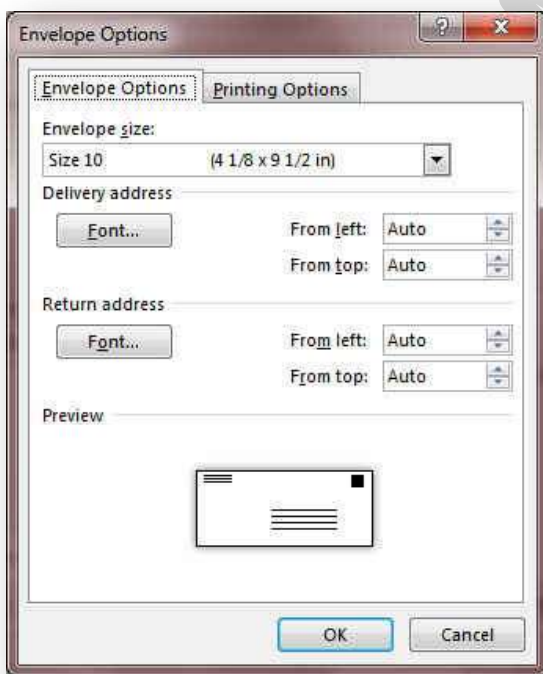 Envelope Options
Envelope Options Printing Options
Envelope size:
Size 10 (4 1/8 x 9 1/2 in)
Delivery address
Font... From left: Auto
From top: Auto
Return address
Font... From left: Auto
From top: Auto
Preview
OK Cancel